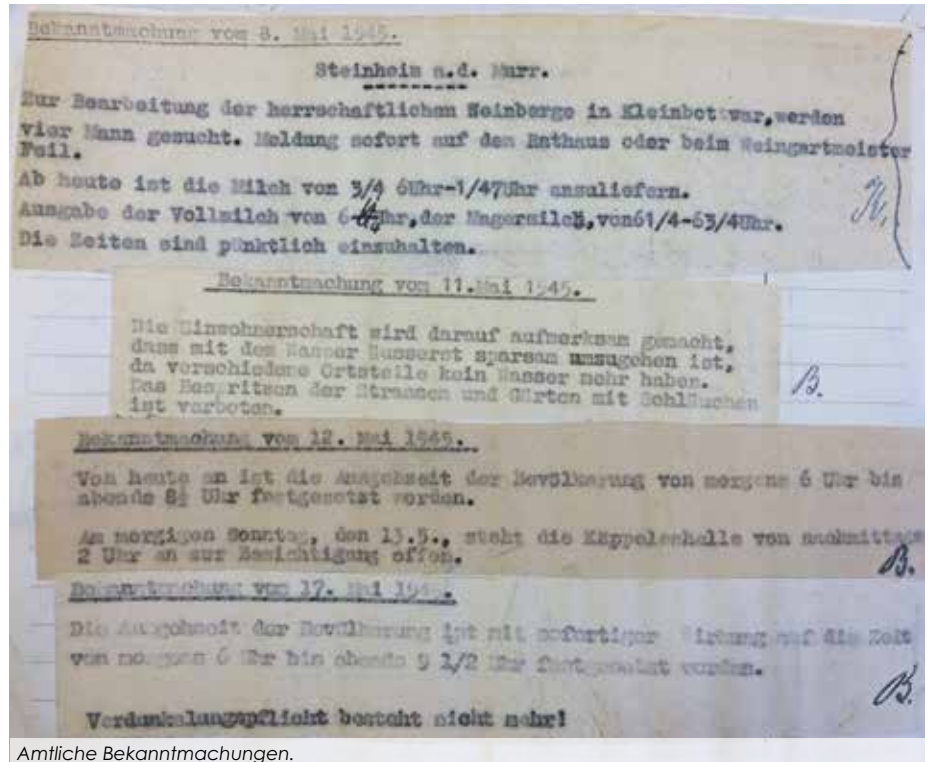 Bekanntmachung vom 8. Mai 1945.
Steinheim a.d. Murr.
Zur Bearbeitung der herrschaftlichen Weinberge in Kleinbottwar,werden
vier Mann gesucht. Meldung sofort auf dem Rathaus oder beim Weingartmeister
Feil.
Ab heute ist die Milch von 3/4 6Uhr-1/47Uhr anzuliefern.
Ausgabe der Vollmilch von 6- Uhr,der Magermilch,von61/4-63/4Uhr.
Die Zeiten sind pünktlich einzuhalten.
Bekanntmachung vom 11.Mai 1945.
Die Einwohnerschaft wird darauf aufmerksam gemacht,
dass mit dem Wasser äusserst sparsam umzugehen ist,
da verschiedene Ortsteile kein Wasser mehr haben.
Das Bespritzen der Strassen und Gärten mit Schläuchen
ist verboten.
B.
Bekanntmachung vom 12. Mai 1945.
Von heute an ist die Ausgehzeit der Bevölkerung von morgens 6 Uhr bis
abends 8½ Uhr festgesetzt worden.
Am morgigen Sonntag, den 13.5., steht die Käppelenhalle von nachmittags
2 Uhr an zur Besichtigung offen.
B.
Bekanntmachung vom 17. Mai 1945.
Die Ausgehzeit der Bevölkerung ist mit sofortiger Wirkung auf die Zeit
von morgens 6 Uhr bis abends 9 1/2 Uhr festgesetzt worden.
B.
Verdunkelungspflicht besteht nicht mehr!
Amtliche Bekanntmachungen.